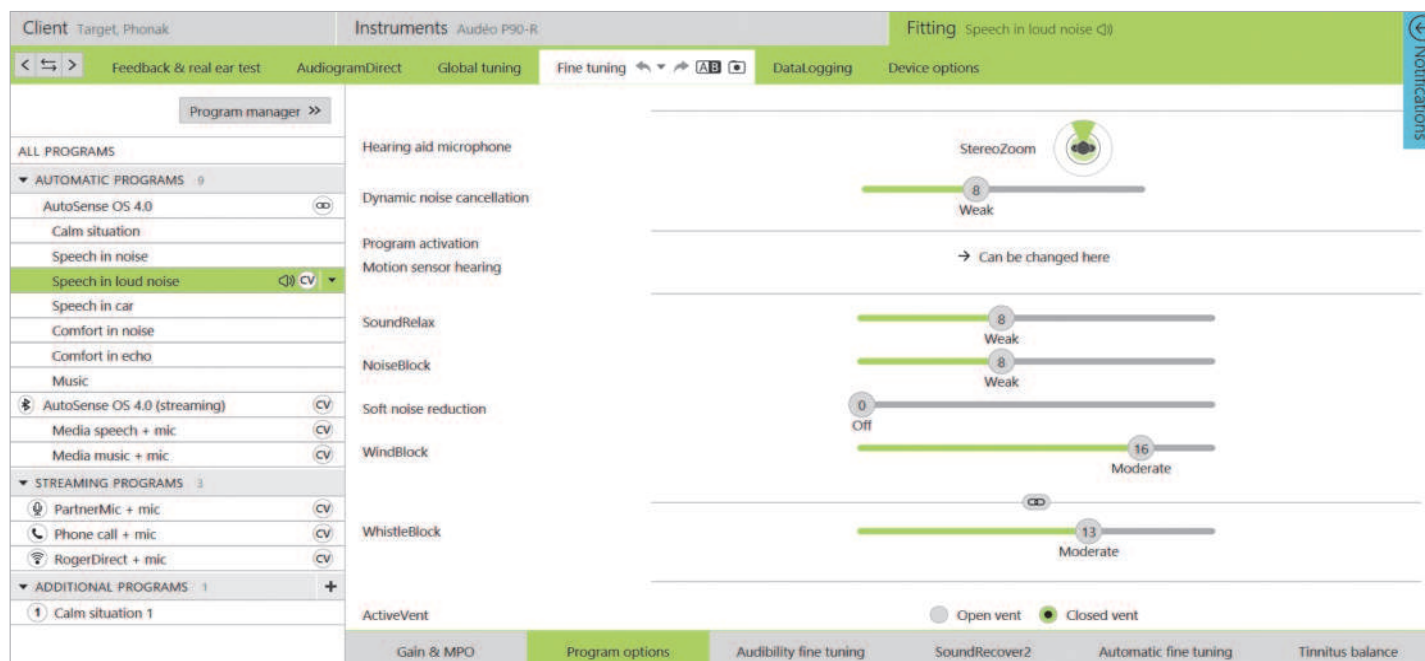 Client Target, Phonak
Instruments Audéo P90-R
Fitting Speech in loud noise
Notifications
Feedback & real ear test
AudiogramDirect
Global tuning
Fine tuning
AB
DataLogging
Device options
Program manager >>
ALL PROGRAMS
AUTOMATIC PROGRAMS 9
AutoSense OS 4.0
Calm situation
Speech in noise
Speech in loud noise CV
Speech in car
Comfort in noise
Comfort in echo
Music
AutoSense OS 4.0 (streaming) CV
Media speech + mic CV
Media music + mic CV
STREAMING PROGRAMS 3
PartnerMic + mic CV
Phone call + mic CV
RogerDirect + mic CV
ADDITIONAL PROGRAMS 1 +
1 Calm situation 1
Hearing aid microphone
StereoZoom
Dynamic noise cancellation
8
Weak
Program activation
Motion sensor hearing
→ Can be changed here
SoundRelax
8
Weak
NoiseBlock
8
Weak
Soft noise reduction
0
Off
WindBlock
16
Moderate
WhistleBlock
13
Moderate
ActiveVent
Open vent
Closed vent
Gain & MPO
Program options
Audibility fine tuning
SoundRecover2
Automatic fine tuning
Tinnitus balance